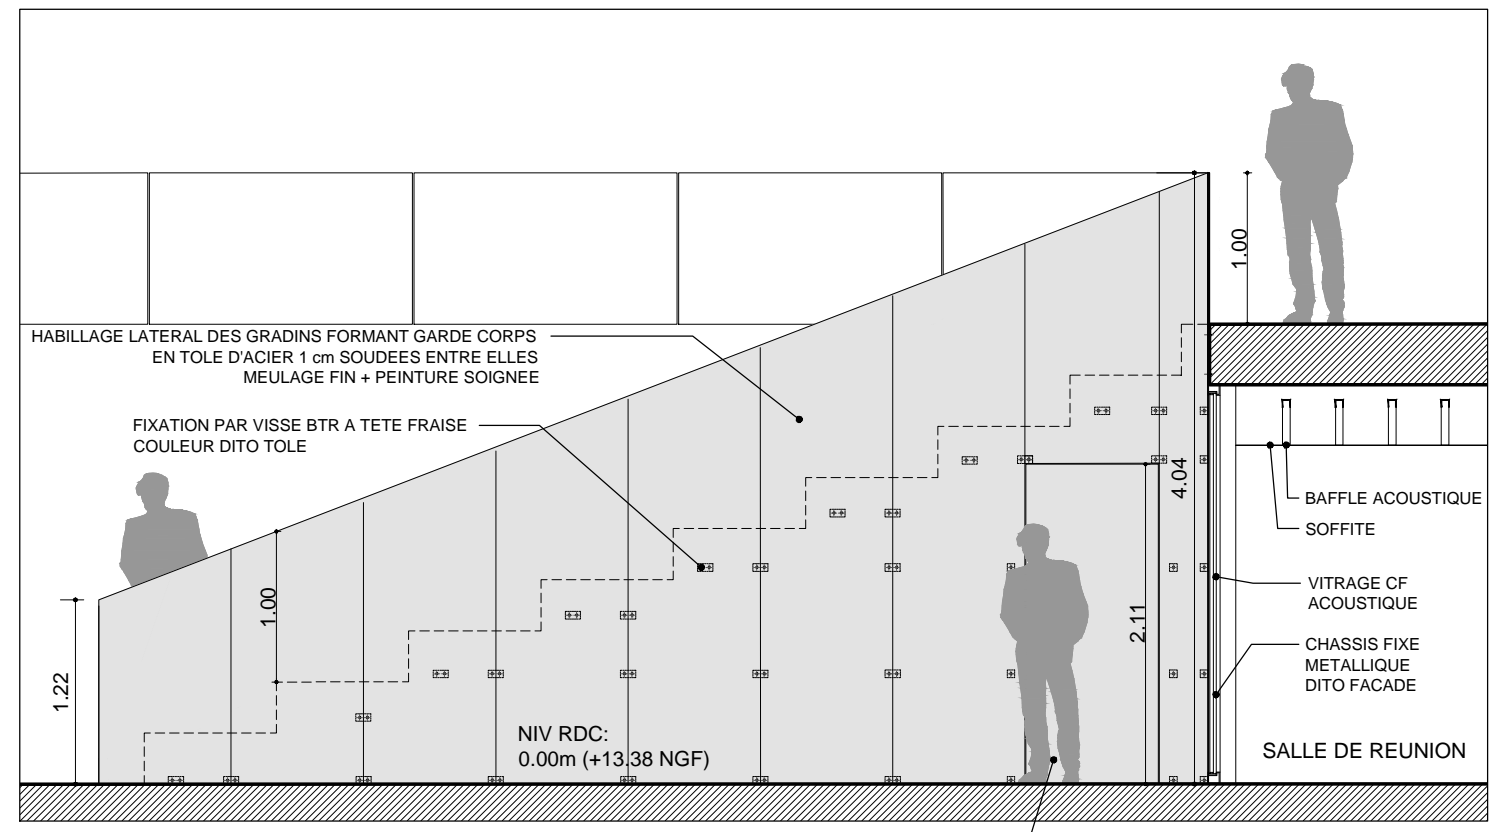 1.00
HABILLAGE LATERAL DES GRADINS FORMANT GARDE CORPS
EN TOLE D'ACIER 1 cm SOUDEES ENTRE ELLES
MEULAGE FIN + PEINTURE SOIGNEE
FIXATION PAR VISSE BTR A TETE FRAISE
COULEUR DITO TOLE
4.04
BAFFLE ACOUSTIQUE
SOFFITE
VITRAGE CF
ACOUSTIQUE
1.00
2.11
CHASSIS FIXE
METALLIQUE
DITO FACADE
1.22
NIV RDC:
0.00m (+13.38 NGF)
SALLE DE REUNION